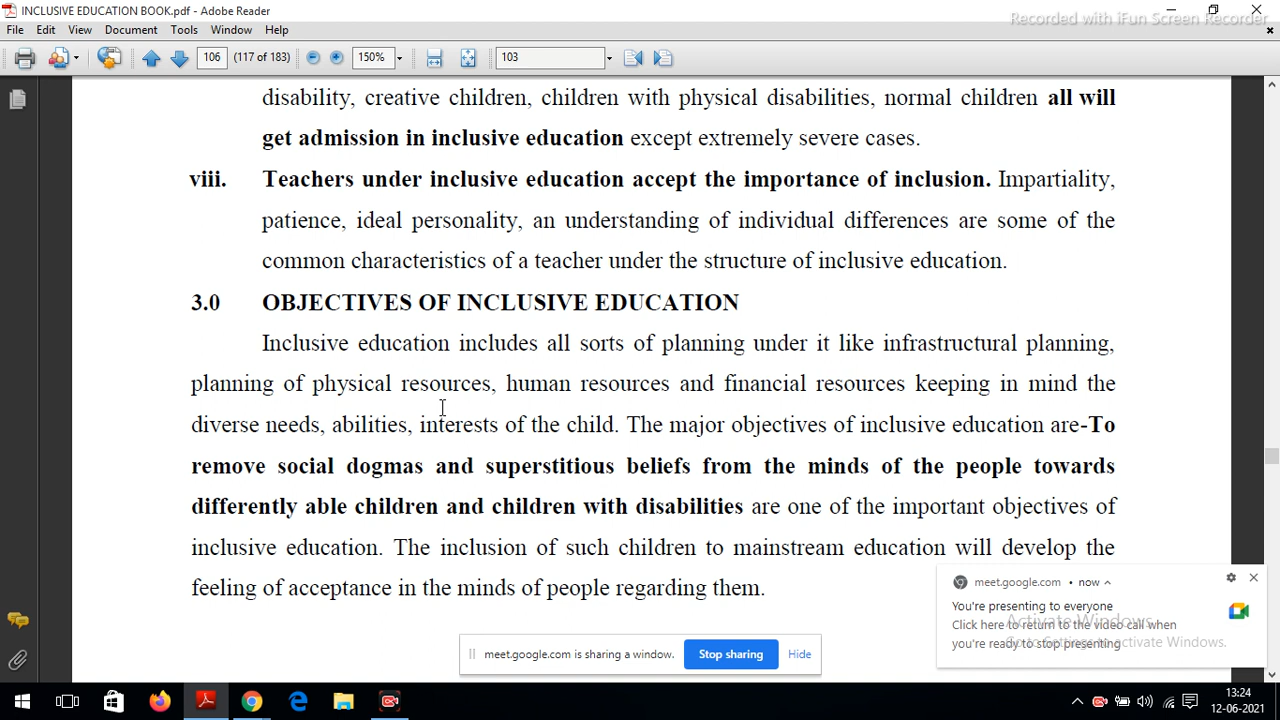 INCLUSIVE EDUCATION BOOK.pdf - Adobe Reader
Recorded with iFun Screen Recorder
File Edit View Document Tools Window Help
106 (117 of 183) 150% 103
disability, creative children, children with physical disabilities, normal children all will
get admission in inclusive education except extremely severe cases.
viii. Teachers under inclusive education accept the importance of inclusion. Impartiality,
patience, ideal personality, an understanding of individual differences are some of the
common characteristics of a teacher under the structure of inclusive education.
3.0 OBJECTIVES OF INCLUSIVE EDUCATION
Inclusive education includes all sorts of planning under it like infrastructural planning,
planning of physical resources, human resources and financial resources keeping in mind the
diverse needs, abilities, interests of the child. The major objectives of inclusive education are-To
remove social dogmas and superstitious beliefs from the minds of the people towards
differently able children and children with disabilities are one of the important objectives of
inclusive education. The inclusion of such children to mainstream education will develop the
feeling of acceptance in the minds of people regarding them.
meet.google.com • now
You're presenting to everyone
Click here to return to the video call when
you're ready to stop presenting
Activate Windows
Go to Settings to activate Windows.
meet.google.com is sharing a window. Stop sharing Hide
13:24
12-06-2021